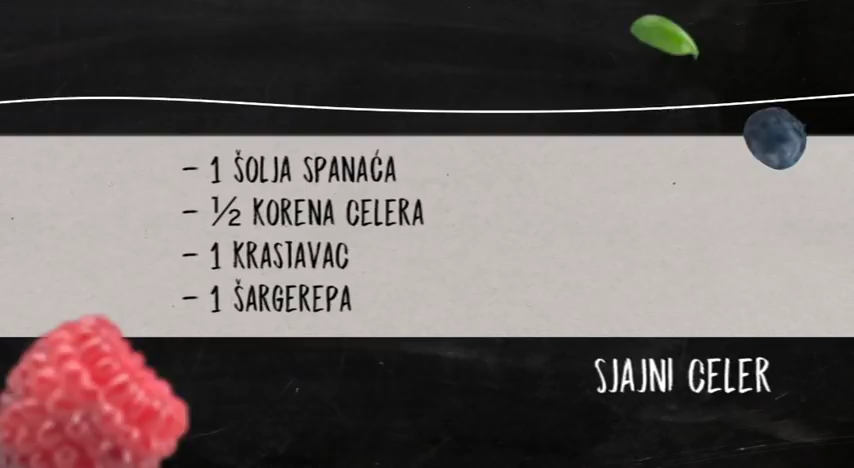 - 1 ŠOLJA SPANAĆA
- ½ KORENA CELERA
- 1 KRASTAVAC
- 1 ŠARGEREPA
SJAJNI CELER